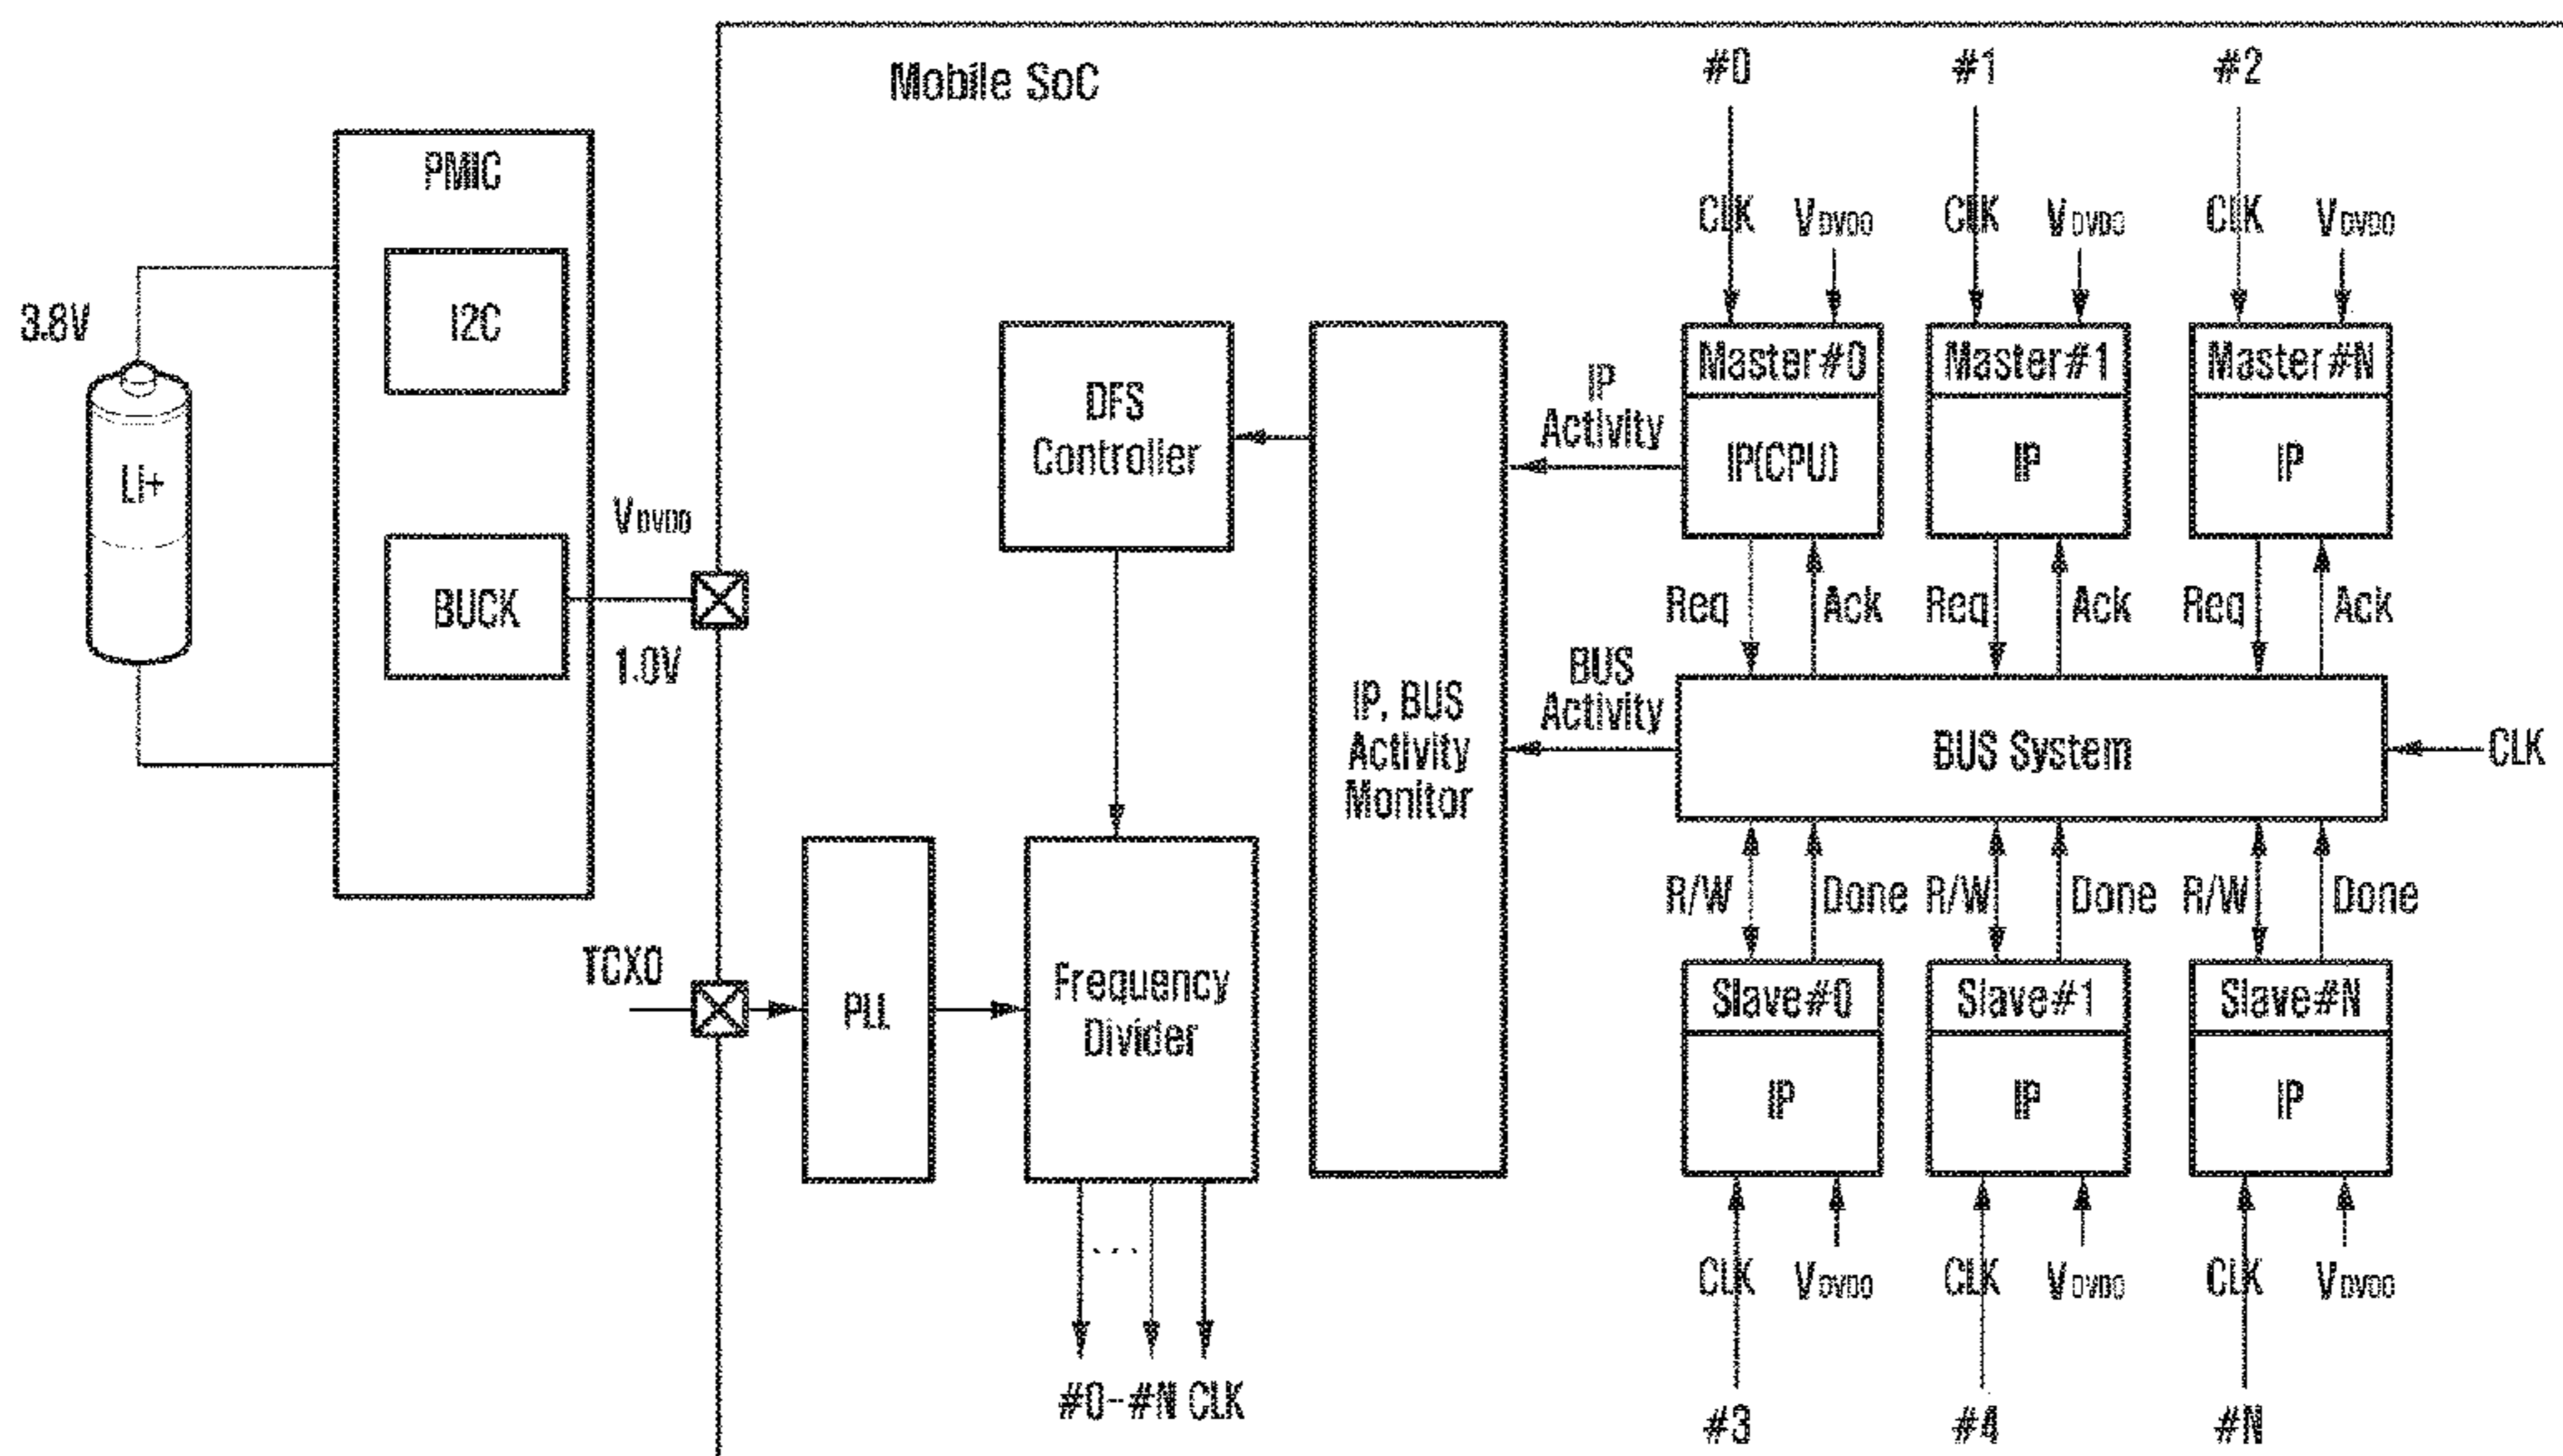 Mobile SoC
#0
#1
#2
PMIC
CLK
VDVDD
CLK
VDVDD
CLK
VDVDD
3.8V
I2C
LI+
BUCK
VDVDD
1.0V
DFS
Controller
IP
Activity
Master#0
IP(CPU)
Master#1
IP
Master#N
IP
Req
Ack
Req
Ack
Req
Ack
IP, BUS
Activity
Monitor
BUS
Activity
BUS System
CLK
R/W
Done
R/W
Done
R/W
Done
TCXO
PLL
Frequency
Divider
Slave#0
IP
Slave#1
IP
Slave#N
IP
...
CLK
VDVDD
CLK
VDVDD
CLK
VDVDD
#0--#N CLK
#3
#4
#N